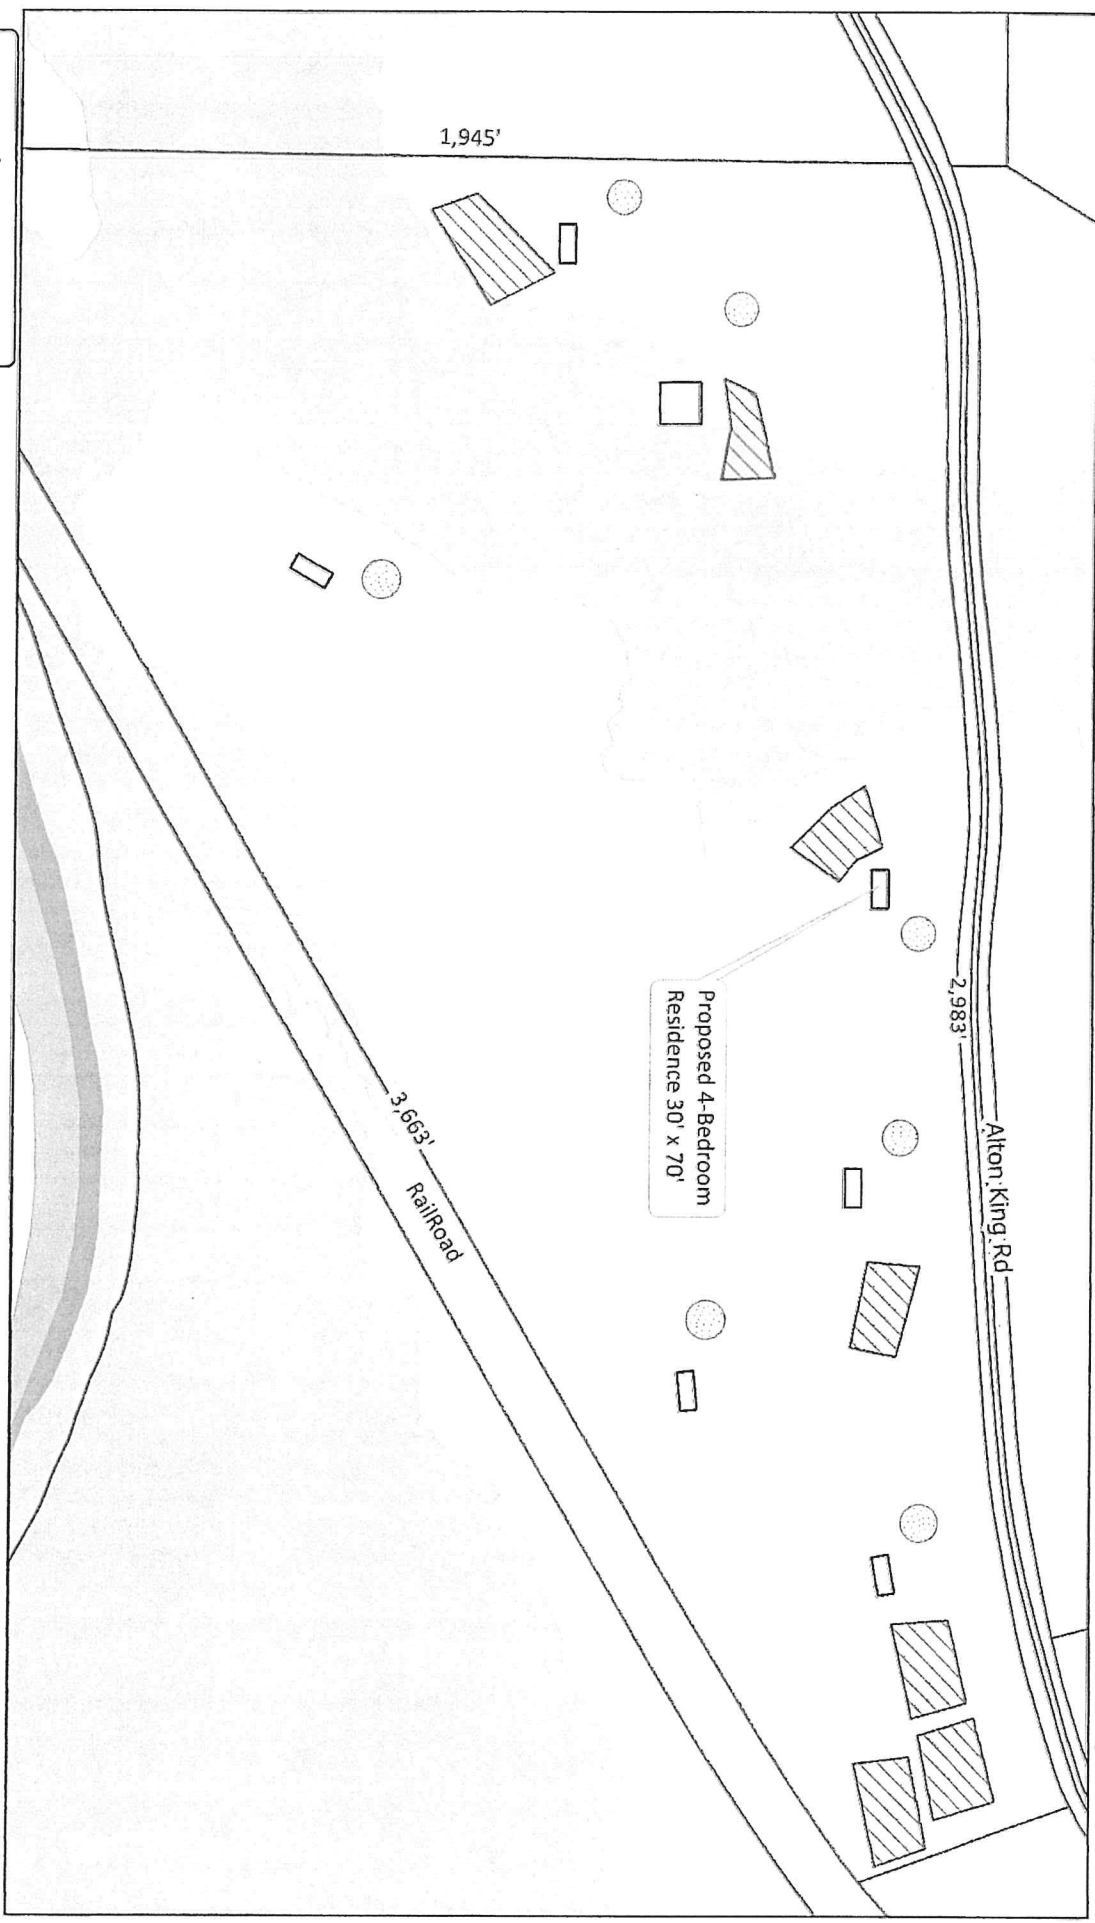 1,945'
2,983'
Alton King Rd
Proposed 4-Bedroom
Residence 30' x 70'
3,663'
RailRoad